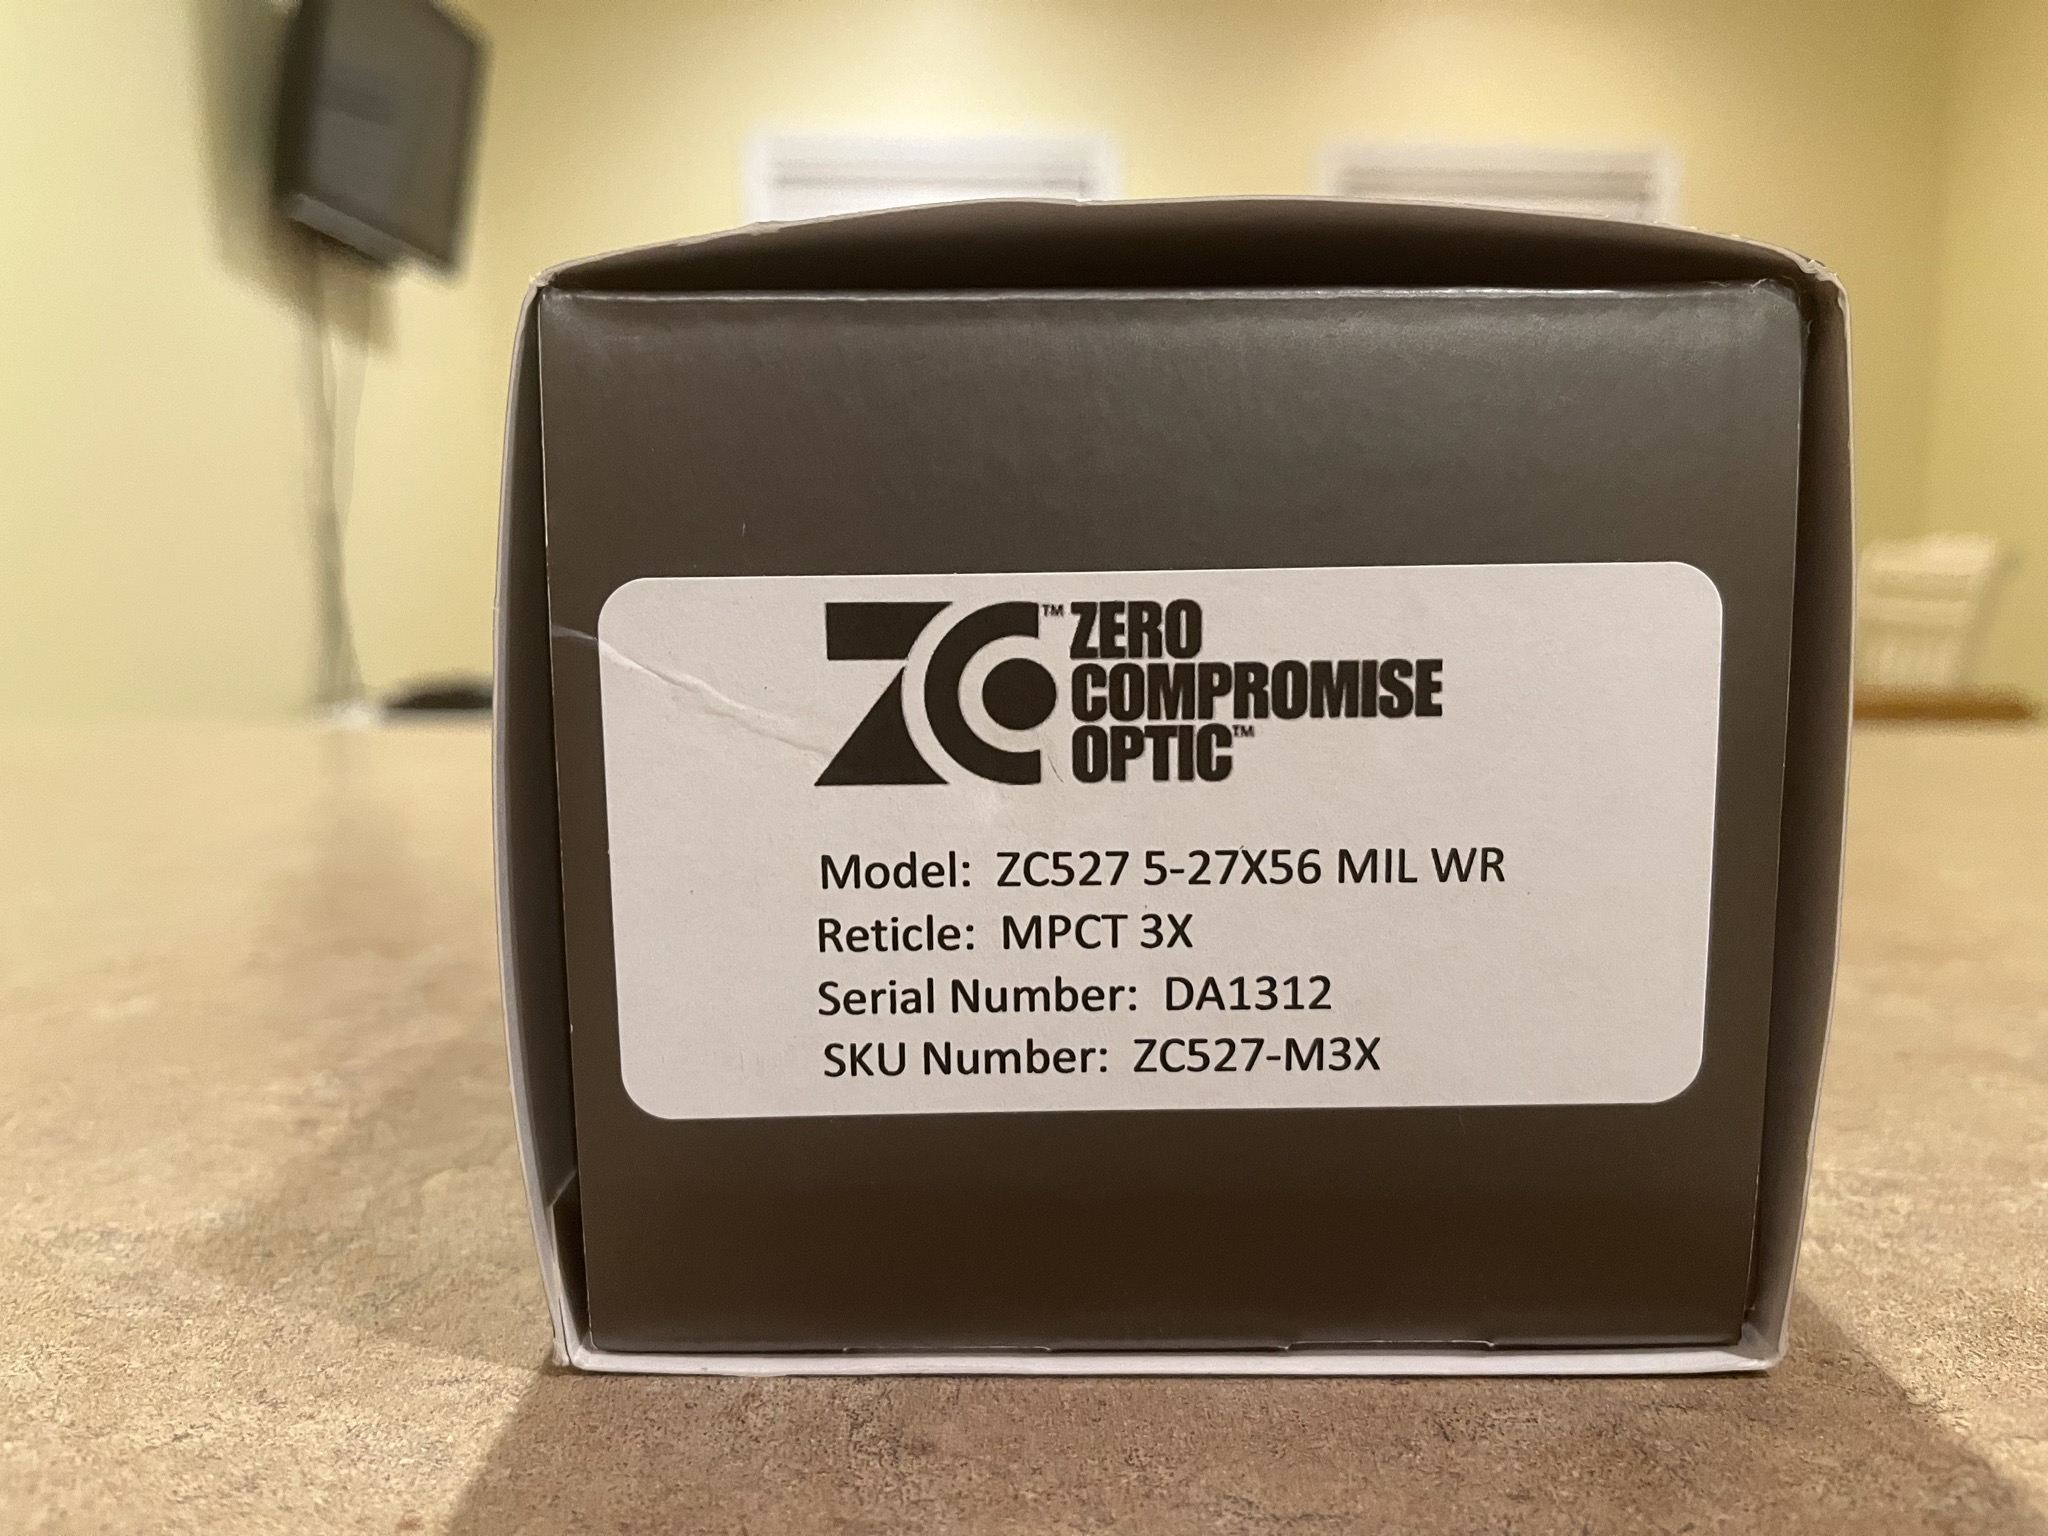 ZC™ ZERO
COMPROMISE
OPTIC™
Model: ZC527 5-27X56 MIL WR
Reticle: MPCT 3X
Serial Number: DA1312
SKU Number: ZC527-M3X